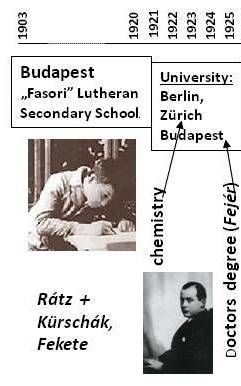 1903
1920
1921
1922
1923
1924
1925
Budapest
„Fasori” Lutheran
Secondary School.
University:
Berlin,
Zürich
Budapest
chemistry
Doctors degree (Fejér)
Rátz +
Kürschák,
Fekete